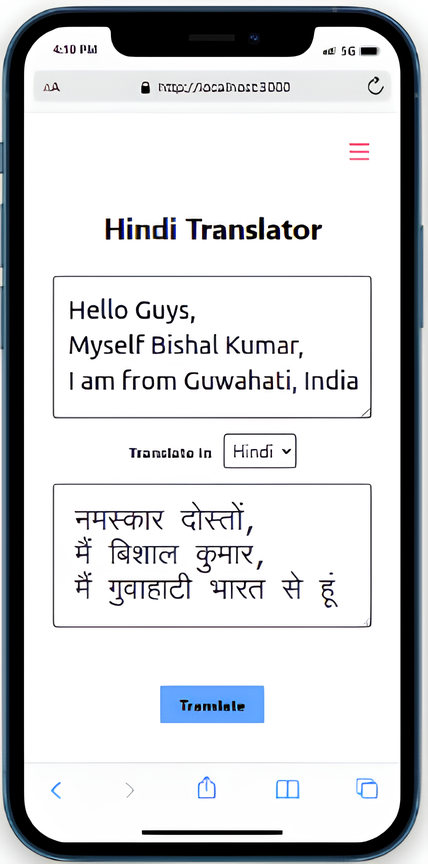 4:10 PM
5G
AA
http://localhost:3000
Hindi Translator
Hello Guys,
Myself Bishal Kumar,
I am from Guwahati, India
Translate In
Hindi
नमस्कार दोस्तों,
मैं बिशाल कुमार,
मैं गुवाहाटी भारत से हूं
Translate